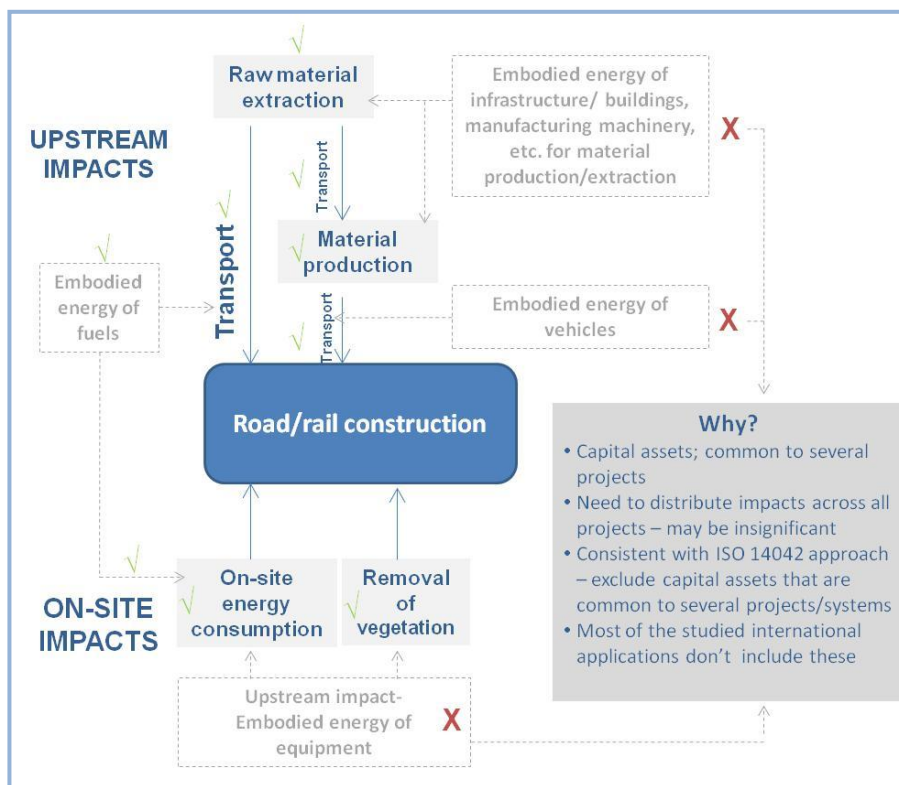 √
Raw material
extraction
Embodied energy of
infrastructure/ buildings,
manufacturing machinery,
etc. for material
production/extraction
X
UPSTREAM
IMPACTS
√
Transport
√
Transport
√
Material
production
√
Embodied
energy of
fuels
Embodied energy of
vehicles
X
√
Transport
Road/rail construction
Why?
• Capital assets; common to several
projects
• Need to distribute impacts across all
projects – may be insignificant
• Consistent with ISO 14042 approach
– exclude capital assets that are
common to several projects/systems
• Most of the studied international
applications don't include these
√
ON-SITE
IMPACTS
√
On-site
energy
consumption
√
Removal
of
vegetation
Upstream impact-
Embodied energy of
equipment
X